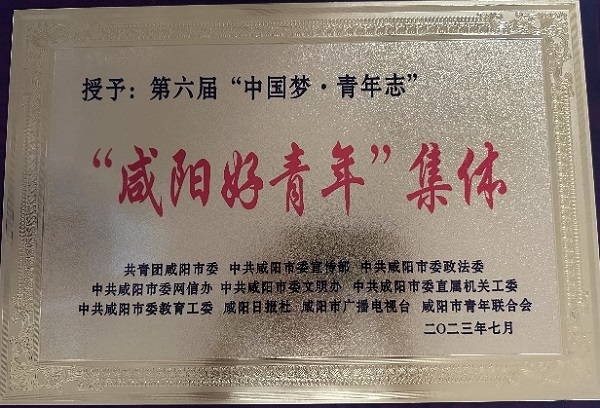 授予：第六届“中国梦·青年志”
“咸阳好青年”集体
共青团咸阳市委 中共咸阳市委宣传部 中共咸阳市委政法委
中共咸阳市委网信办 中共咸阳市委文明办 中共咸阳市委直属机关工委
中共咸阳市委教育工委 咸阳日报社 咸阳市广播电视台 咸阳市青年联合会
二〇二三年七月